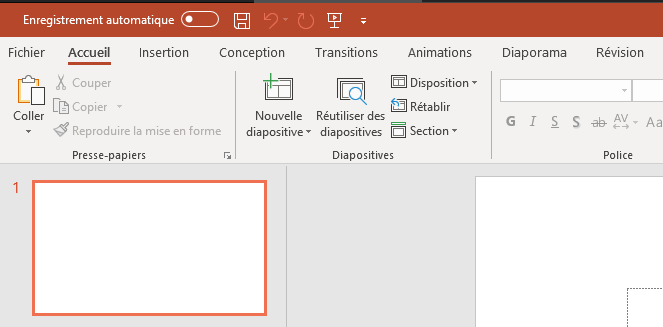 Enregistrement automatique
Fichier Accueil Insertion Conception Transitions Animations Diaporama Révision
Coller
Couper
Copier
Reproduire la mise en forme
Presse-papiers
Nouvelle
diapositive
Réutiliser des
diapositives
Disposition
Rétablir
Section
Diapositives
G I S S ab AV Aa
Police
1